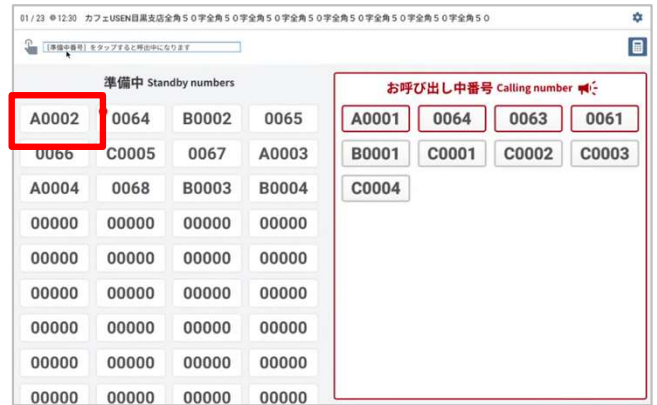 01/23 12:30 カフェUSEN目黒支店全角50字全角50字全角50字全角50字全角50字全角50字全角50字全角50
[準備中番号] をタップすると呼出中になります
準備中 Standby numbers
A0002 0064 B0002 0065
0066 C0005 0067 A0003
A0004 0068 B0003 B0004
00000 00000 00000 00000
00000 00000 00000 00000
00000 00000 00000 00000
00000 00000 00000 00000
00000 00000 00000 00000
00000 00000 00000 00000
お呼び出し中番号 Calling number
A0001 0064 0063 0061
B0001 C0001 C0002 C0003
C0004